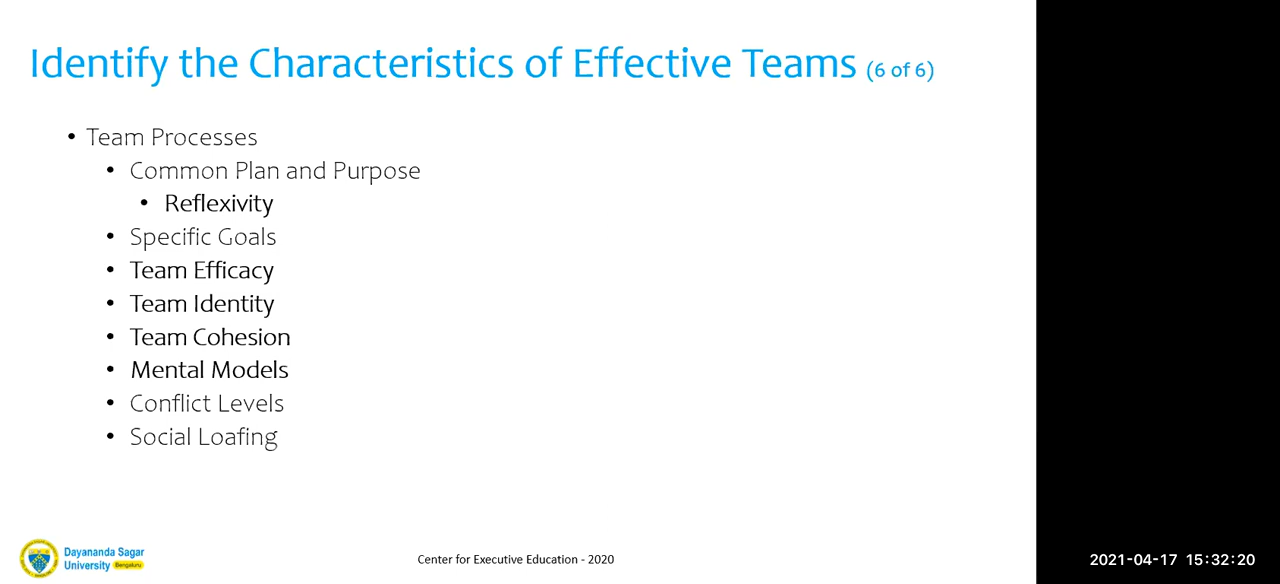 Identify the Characteristics of Effective Teams (6 of 6)
• Team Processes
• Common Plan and Purpose
• Reflexivity
• Specific Goals
• Team Efficacy
• Team Identity
• Team Cohesion
• Mental Models
• Conflict Levels
• Social Loafing
Dayananda Sagar
University Bengaluru
Center for Executive Education - 2020
2021-04-17 15:32:20